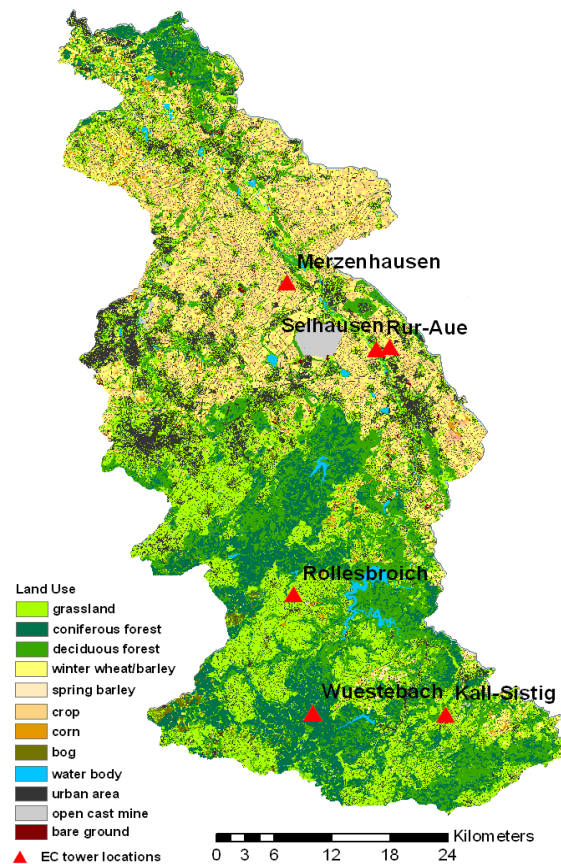 Merzenhausen
Selhausen Rur-Aue
Rollesbroich
Wuestebach Kall-Sistig
Land Use
grassland
coniferous forest
deciduous forest
winter wheat/barley
spring barley
crop
corn
bog
water body
urban area
open cast mine
bare ground
EC tower locations
Kilometers
0 3 6 12 18 24